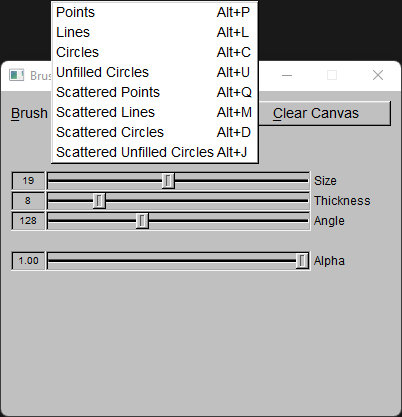 Points Alt+P
Lines Alt+L
Circles Alt+C
Unfilled Circles Alt+U
Scattered Points Alt+Q
Scattered Lines Alt+M
Scattered Circles Alt+D
Scattered Unfilled Circles Alt+J
Brus
Brush Clear Canvas
19 Size
8 Thickness
128 Angle
1.00 Alpha